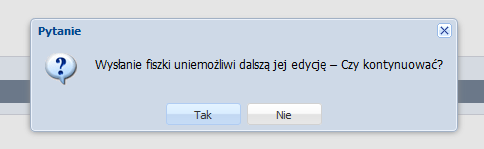 Pytanie
Wysłanie fiszki uniemożliwi dalszą jej edycję – Czy kontynuować?
Tak
Nie